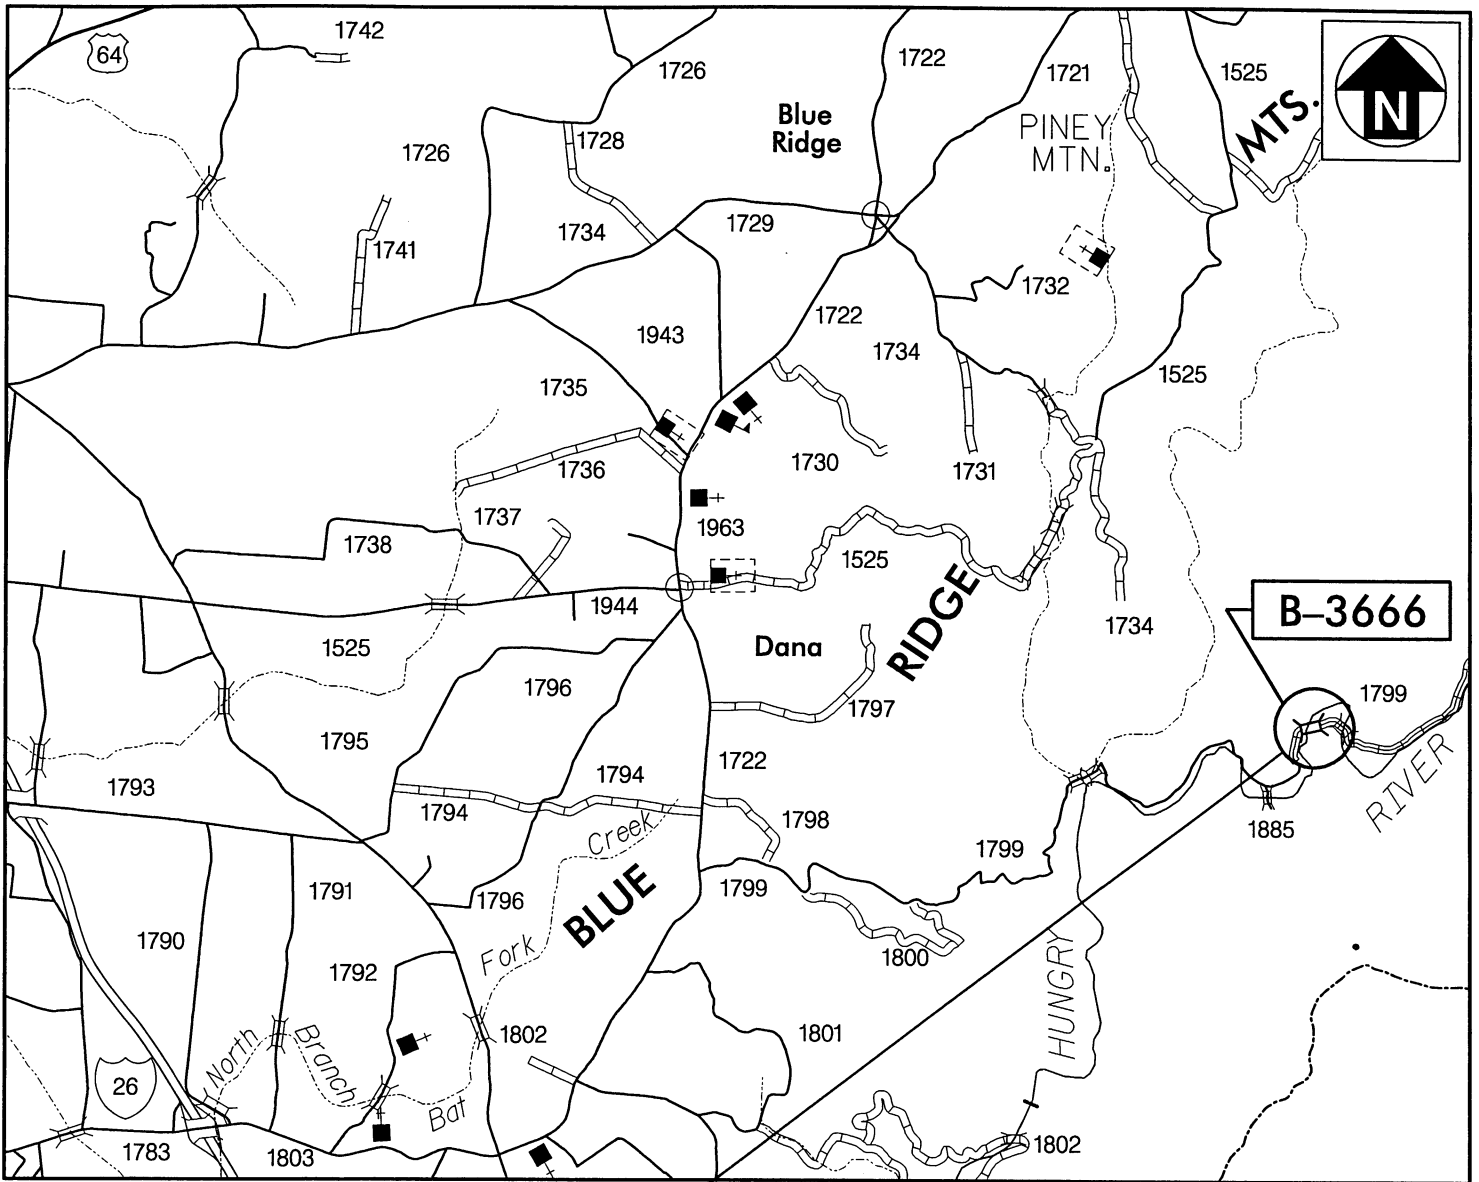 1742
64
1726
1722
1721
1525
MTS.
N
Blue
Ridge
PINEY
MTN.
1726
1728
1734
1729
1741
1732
1722
1943
1734
1735
1525
1736
1730
1731
1737
1963
1738
1525
1944
B–3666
1734
1525
Dana
RIDGE
1796
1797
1799
1795
1722
1794
1793
RIVER
1794
1798
1885
Creek
1799
1791
1799
1796
BLUE
1790
1800
Fork
1792
HUNGRY
1802
1801
North
Branch
26
Bat
1783
1803
1802